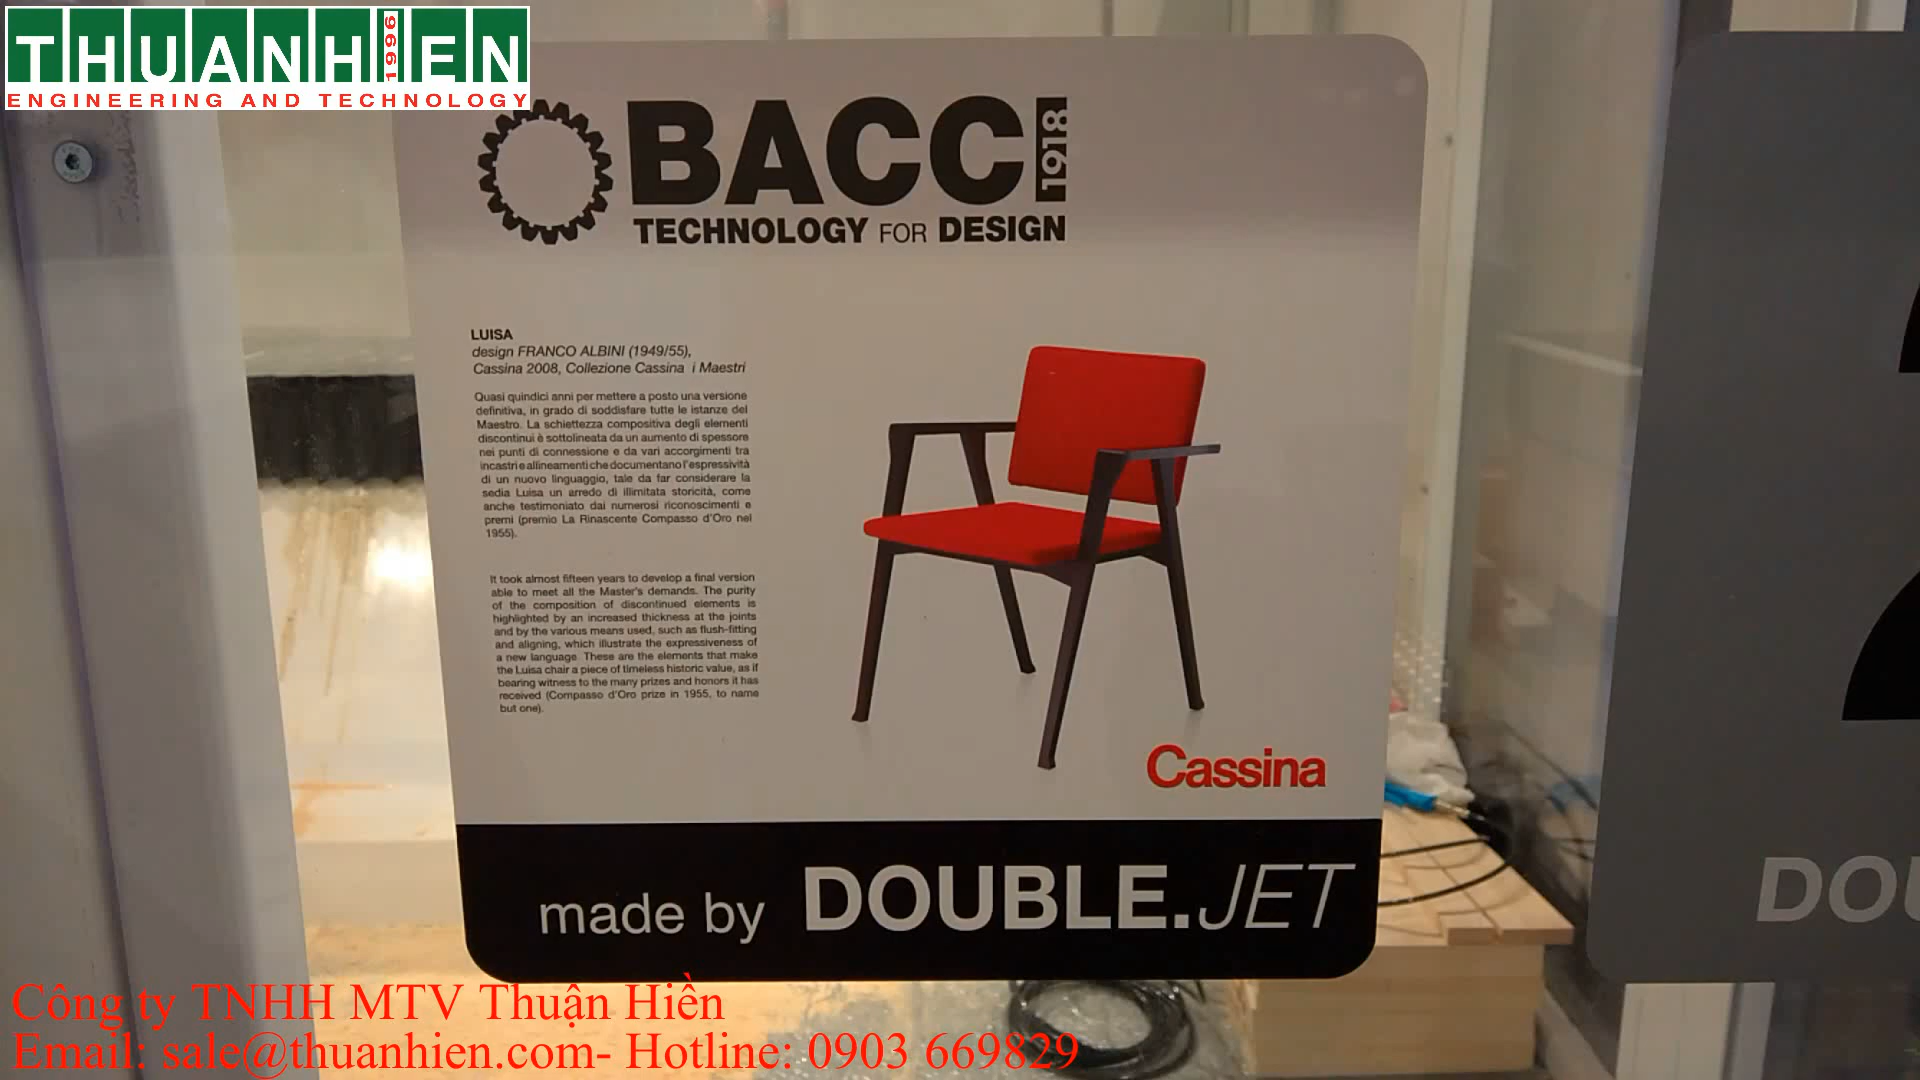 THUANHIEN 1996
ENGINEERING AND TECHNOLOGY
BACCI 1918
TECHNOLOGY FOR DESIGN
LUISA
design FRANCO ALBINI (1949/55),
Cassina 2008, Collezione Cassina i Maestri
Quasi quindici anni per mettere a posto una versione
definitiva, in grado di soddisfare tutte le istanze del
Maestro. La schiettezza compositiva degli elementi
discontinui è sottolineata da un aumento di spessore
nei punti di connessione e da vari accorgimenti tra
incastri e allineamenti che documentano l'espressività
di un nuovo linguaggio, tale da far considerare la
sedia Luisa un arredo di illimitata storicità, come
anche testimoniato dai numerosi riconoscimenti e
premi (premio La Rinascente Compasso d'Oro nel
1955).
It took almost fifteen years to develop a final version
able to meet all the Master's demands. The purity
of the composition of discontinued elements is
highlighted by an increased thickness at the joints
and by the various means used, such as flush-fitting
and aligning, which illustrate the expressiveness of
a new language. These are the elements that make
the Luisa chair a piece of timeless historic value, as if
bearing witness to the many prizes and honors it has
received (Compasso d'Oro prize in 1955, to name
but one).
Cassina
made by DOUBLE.JET
DOU
Công ty TNHH MTV Thuận Hiền
Email: sale@thuanhien.com- Hotline: 0903 669829